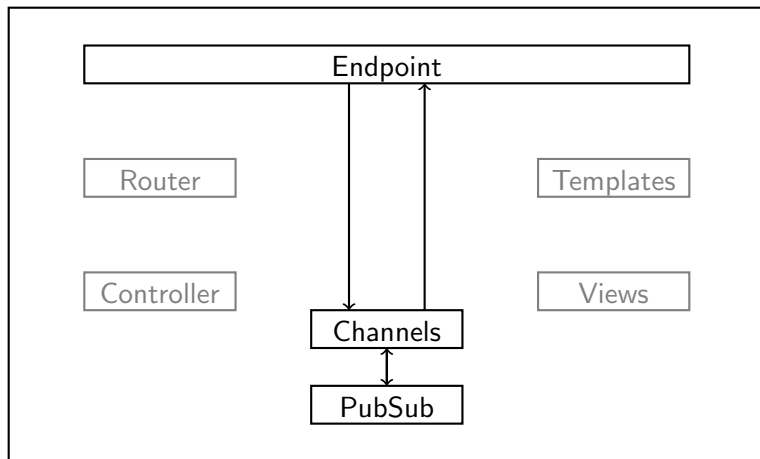 Endpoint
Router
Templates
Controller
Views
Channels
PubSub